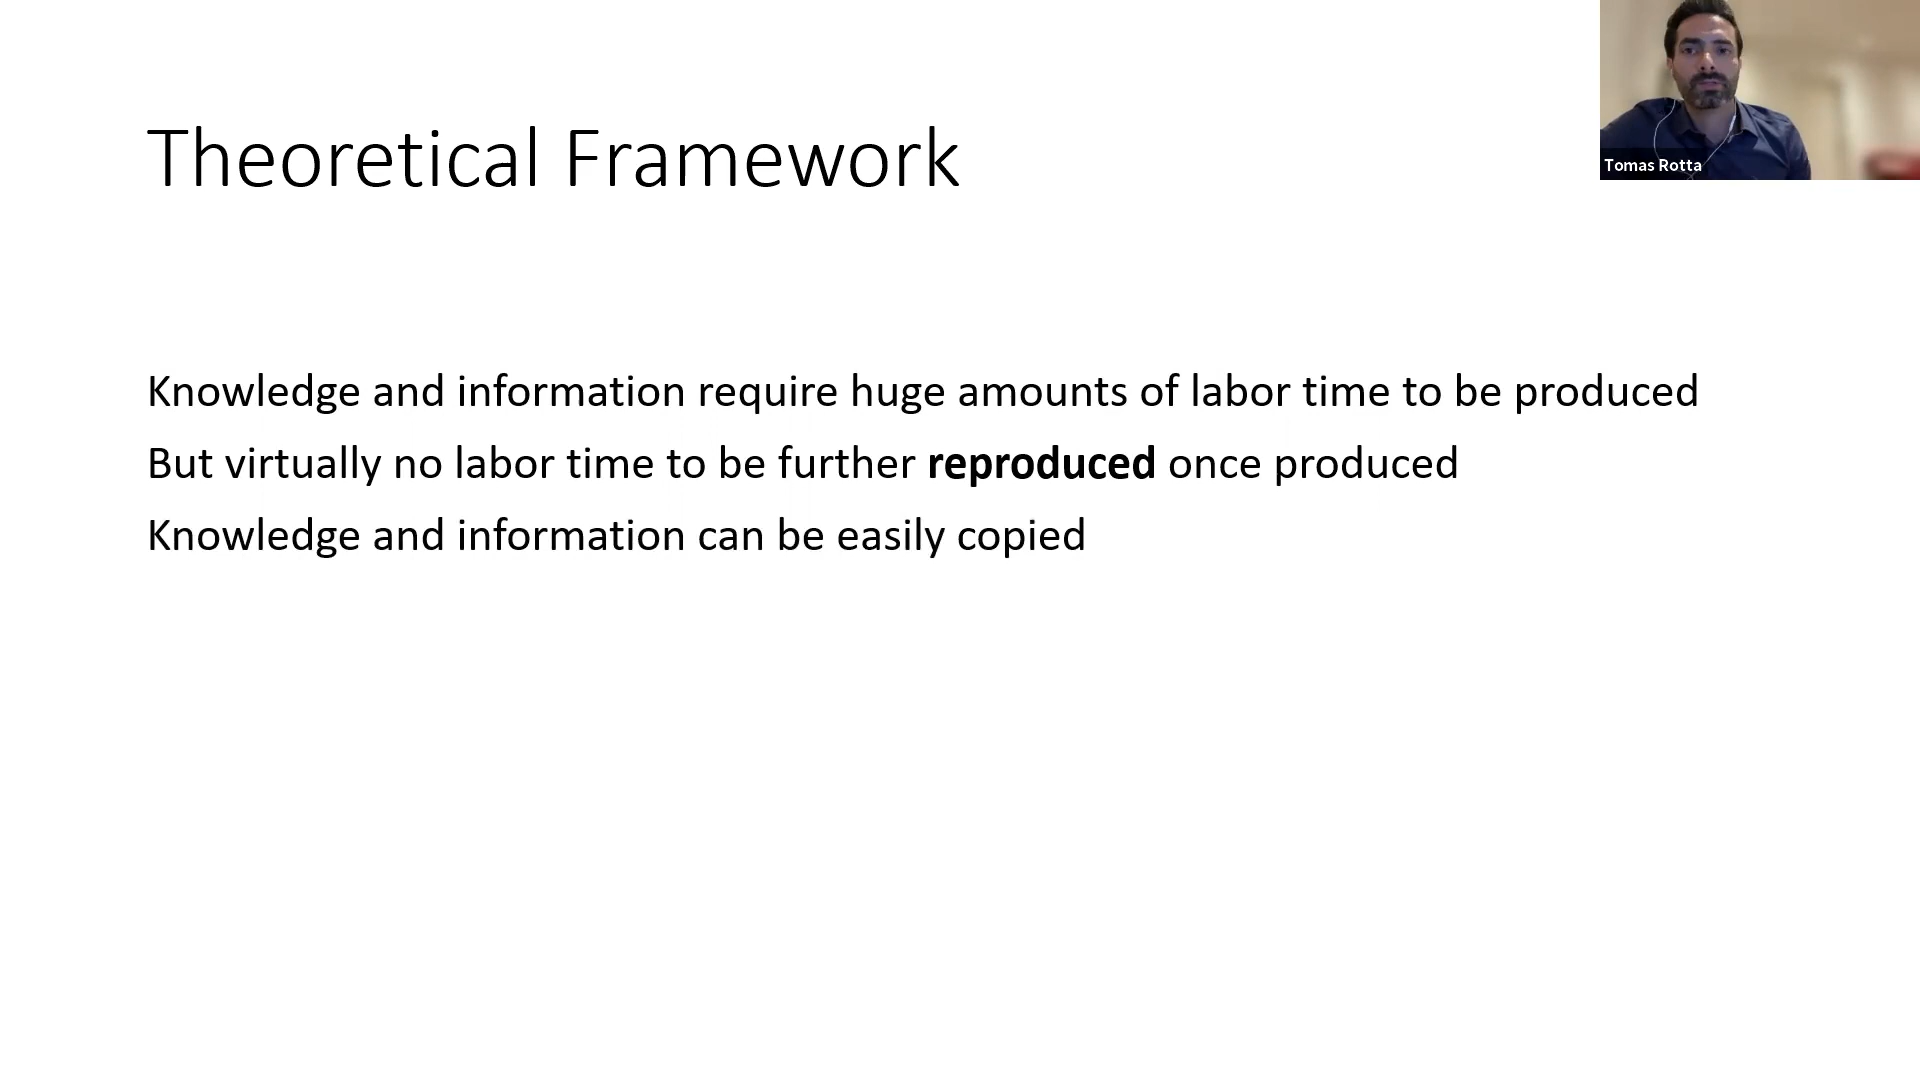 Theoretical Framework
Tomas Rotta
Knowledge and information require huge amounts of labor time to be produced
But virtually no labor time to be further reproduced once produced
Knowledge and information can be easily copied